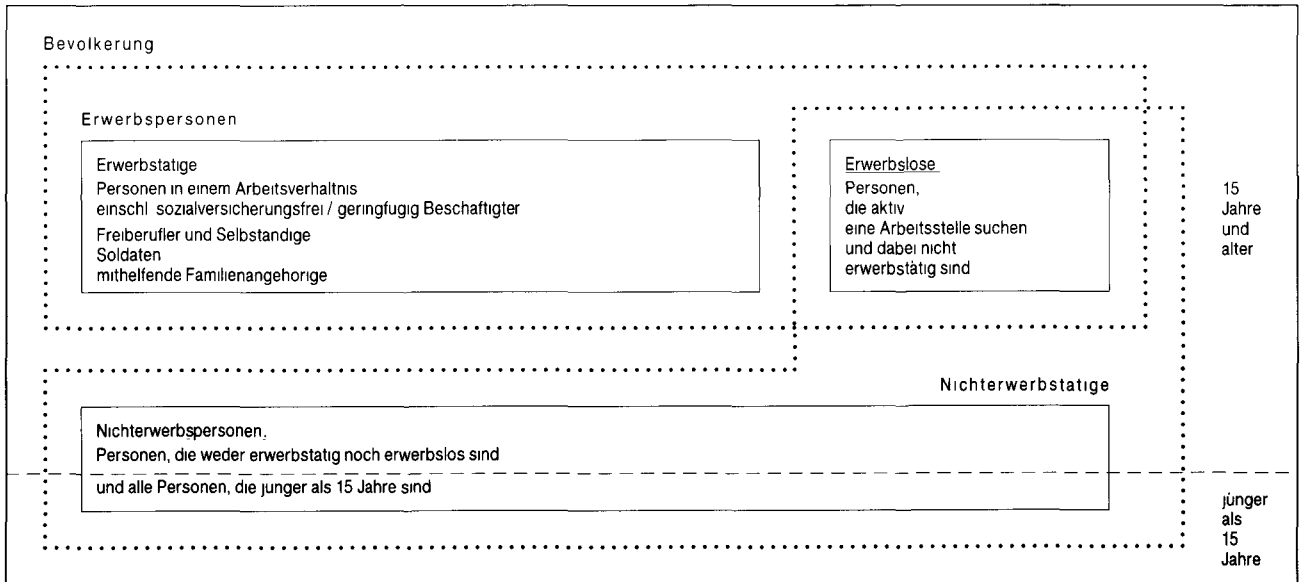 Bevolkerung
Erwerbspersonen
Erwerbstatige
Personen in einem Arbeitsverhaltnis
einschl sozialversicherungsfrei / geringfugig Beschaftigter
Freiberufler und Selbstandige
Soldaten
mithelfende Familienangehorige
Erwerbslose
Personen,
die aktiv
eine Arbeitsstelle suchen
und dabei nicht
erwerbstätig sind
15
Jahre
und
alter
Nichterwerbstatige
Nichterwerbspersonen,
Personen, die weder erwerbstatig noch erwerbslos sind
und alle Personen, die junger als 15 Jahre sind
jünger
als
15
Jahre